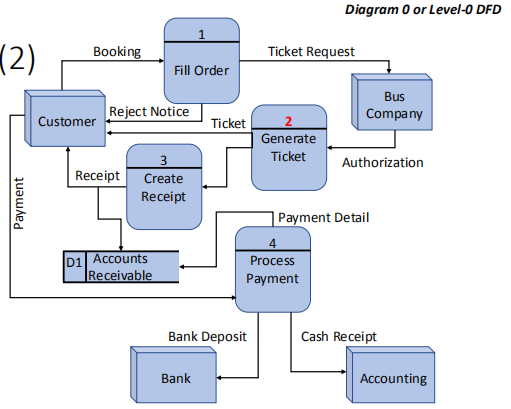 Diagram 0 or Level-0 DFD
(2)
1
Fill Order
Booking
Ticket Request
Customer
Reject Notice
Bus
Company
Ticket
2
Generate
Ticket
Authorization
3
Create
Receipt
Receipt
Payment
Payment Detail
D1
Accounts
Receivable
4
Process
Payment
Bank Deposit
Cash Receipt
Bank
Accounting